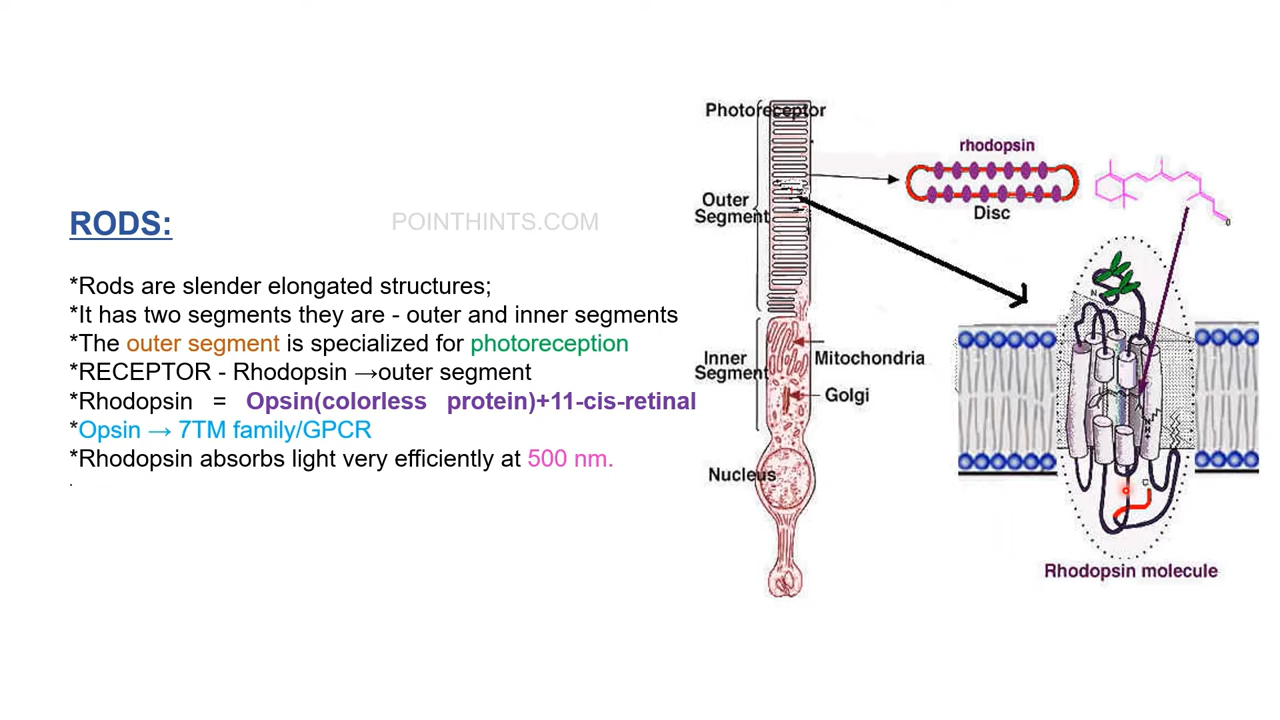 RODS:
POINTHINTS.COM
*Rods are slender elongated structures;
*It has two segments they are - outer and inner segments
*The outer segment is specialized for photoreception
*RECEPTOR - Rhodopsin →outer segment
*Rhodopsin = Opsin(colorless protein)+11-cis-retinal
*Opsin → 7TM family/GPCR
*Rhodopsin absorbs light very efficiently at 500 nm.
.
Photoreceptor
Outer
Segment
Inner
Segment
Mitochondria
Golgi
Nucleus
rhodopsin
Disc
O
N
C
Rhodopsin molecule